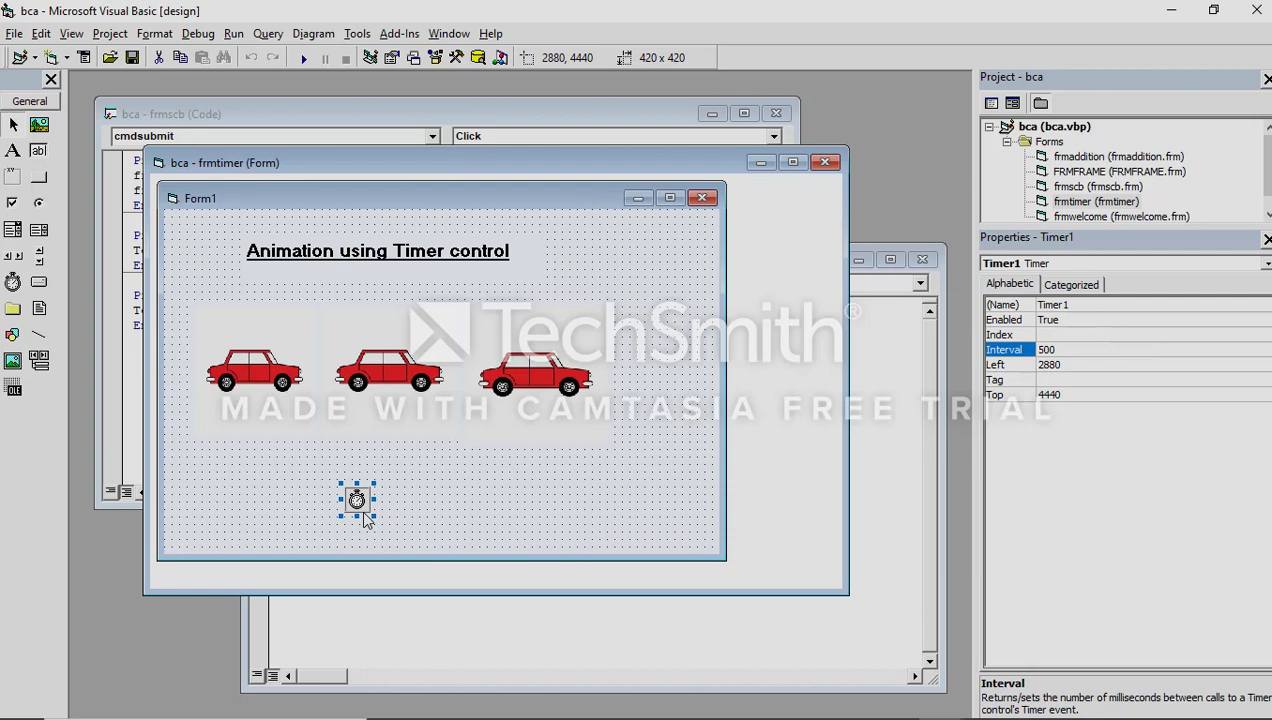 bca - Microsoft Visual Basic [design]
File Edit View Project Format Debug Run Query Diagram Tools Add-Ins Window Help
2880, 4440 420 x 420
General
bca - frmscb (Code)
cmdsubmit Click
bca - frmtimer (Form)
Form1
Animation using Timer control
TechSmith®
MADE WITH CAMTASIA FREE TRIAL
Project - bca
bca (bca.vbp)
Forms
frmaddition (frmaddition.frm)
FRMFRAME (FRMFRAME.frm)
frmscb (frmscb.frm)
frmtimer (frmtimer)
frmwelcome (frmwelcome.frm)
Properties - Timer1
Timer1 Timer
Alphabetic Categorized
(Name) Timer1
Enabled True
Index
Interval 500
Left 2880
Tag
Top 4440
Interval
Returns/sets the number of milliseconds between calls to a Timer
control's Timer event.